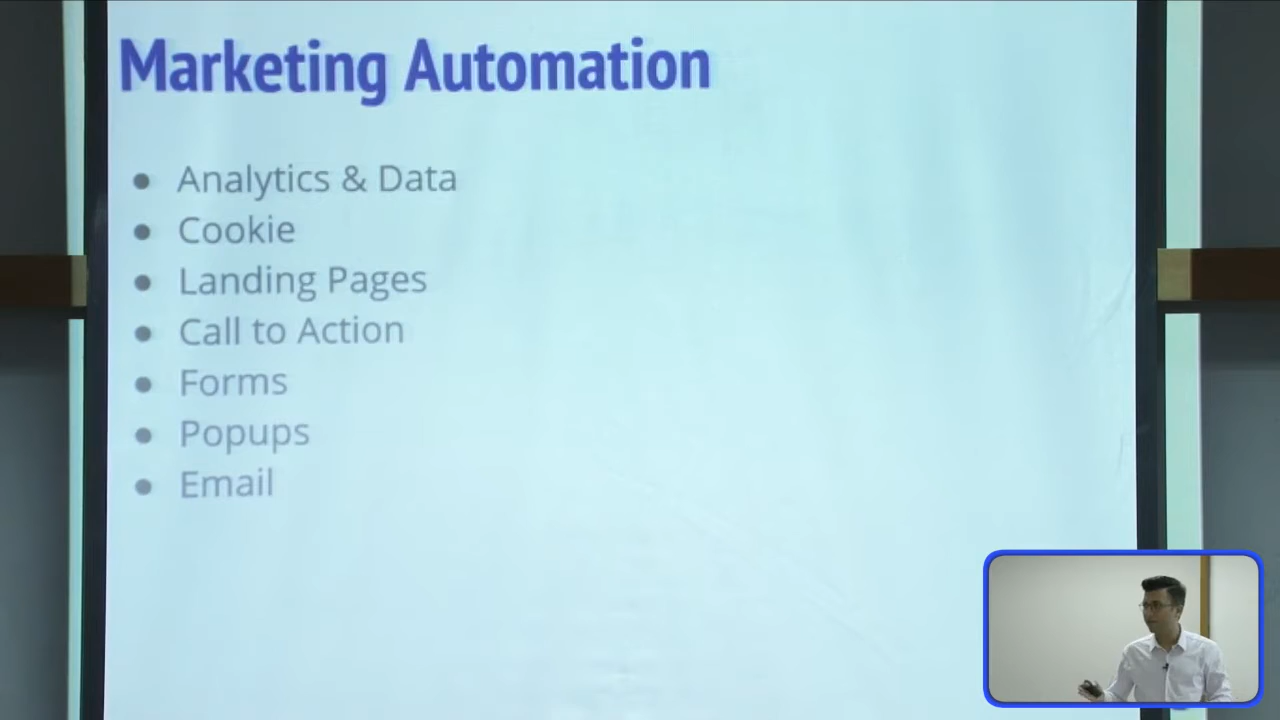 Marketing Automation
● Analytics & Data
● Cookie
● Landing Pages
● Call to Action
● Forms
● Popups
● Email